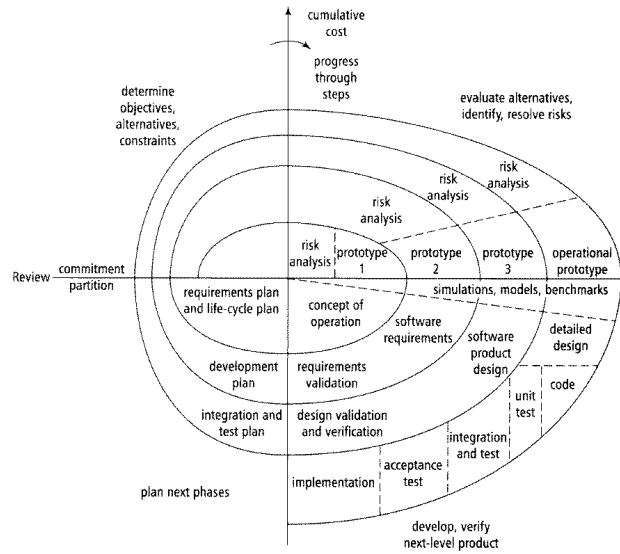 cumulative
cost
progress
through
steps
determine
objectives,
alternatives,
constraints
evaluate alternatives,
identify, resolve risks
risk
analysis
risk
analysis
risk
analysis
risk
analysis
prototype
1
prototype
2
prototype
3
operational
prototype
Review
commitment
partition
simulations, models, benchmarks
requirements plan
and life-cycle plan
concept of
operation
software
requirements
software
product
design
detailed
design
development
plan
requirements
validation
code
unit
test
integration and
test plan
design validation
and verification
integration
and test
acceptance
test
implementation
plan next phases
develop, verify
next-level product